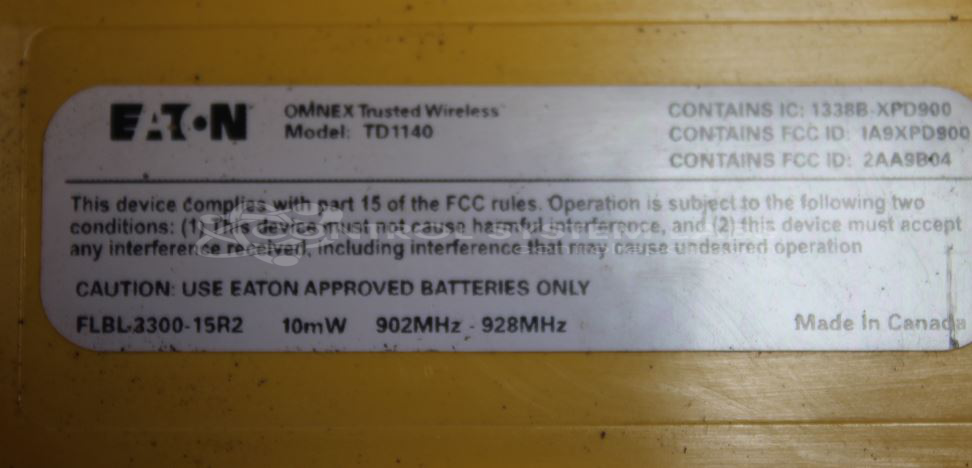 EATON
OMNEX Trusted Wireless
Model: TD1140
CONTAINS IC: 1338B-XPD900
CONTAINS FCC ID: IA9XPD900
CONTAINS FCC ID: 2AA9B04
This device complies with part 15 of the FCC rules. Operation is subject to the following two
conditions: (1) This device must not cause harmful interference, and (2) this device must accept
any interference received, including interference that may cause undesired operation
CAUTION: USE EATON APPROVED BATTERIES ONLY
FLBL-3300-15R2 10mW 902MHz - 928MHz
Made in Canada